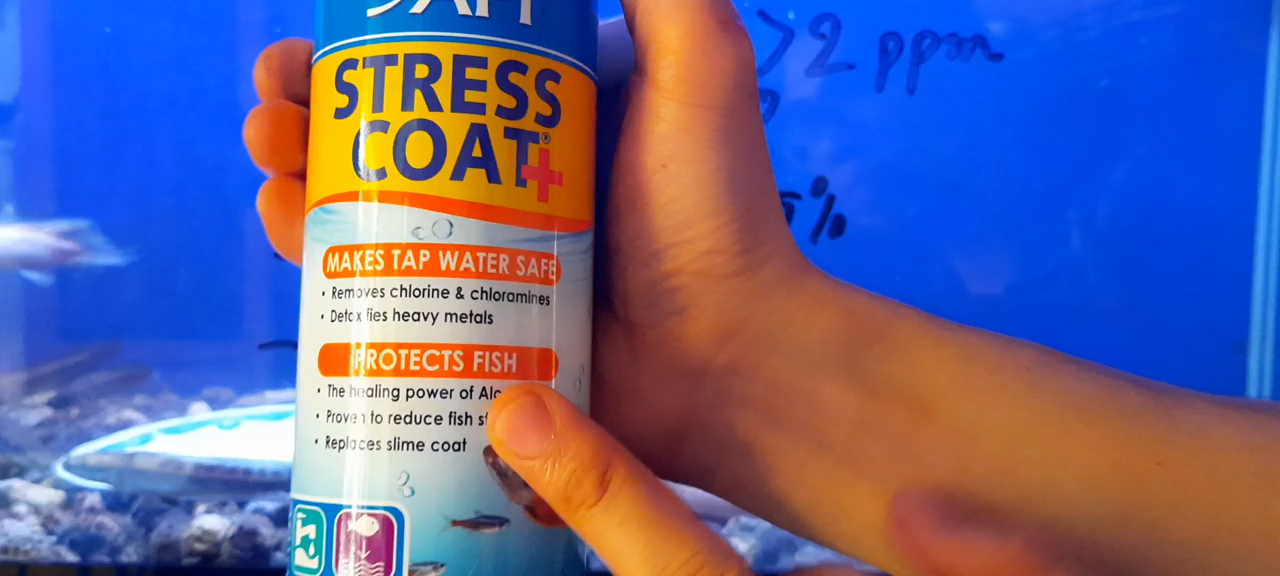 API
STRESS
COAT®+
MAKES TAP WATER SAFE
• Removes chlorine & chloramines
• Detoxifies heavy metals
PROTECTS FISH
• The healing power of
• Proven to reduce fish
• Replaces slime coat
>2 ppm
%